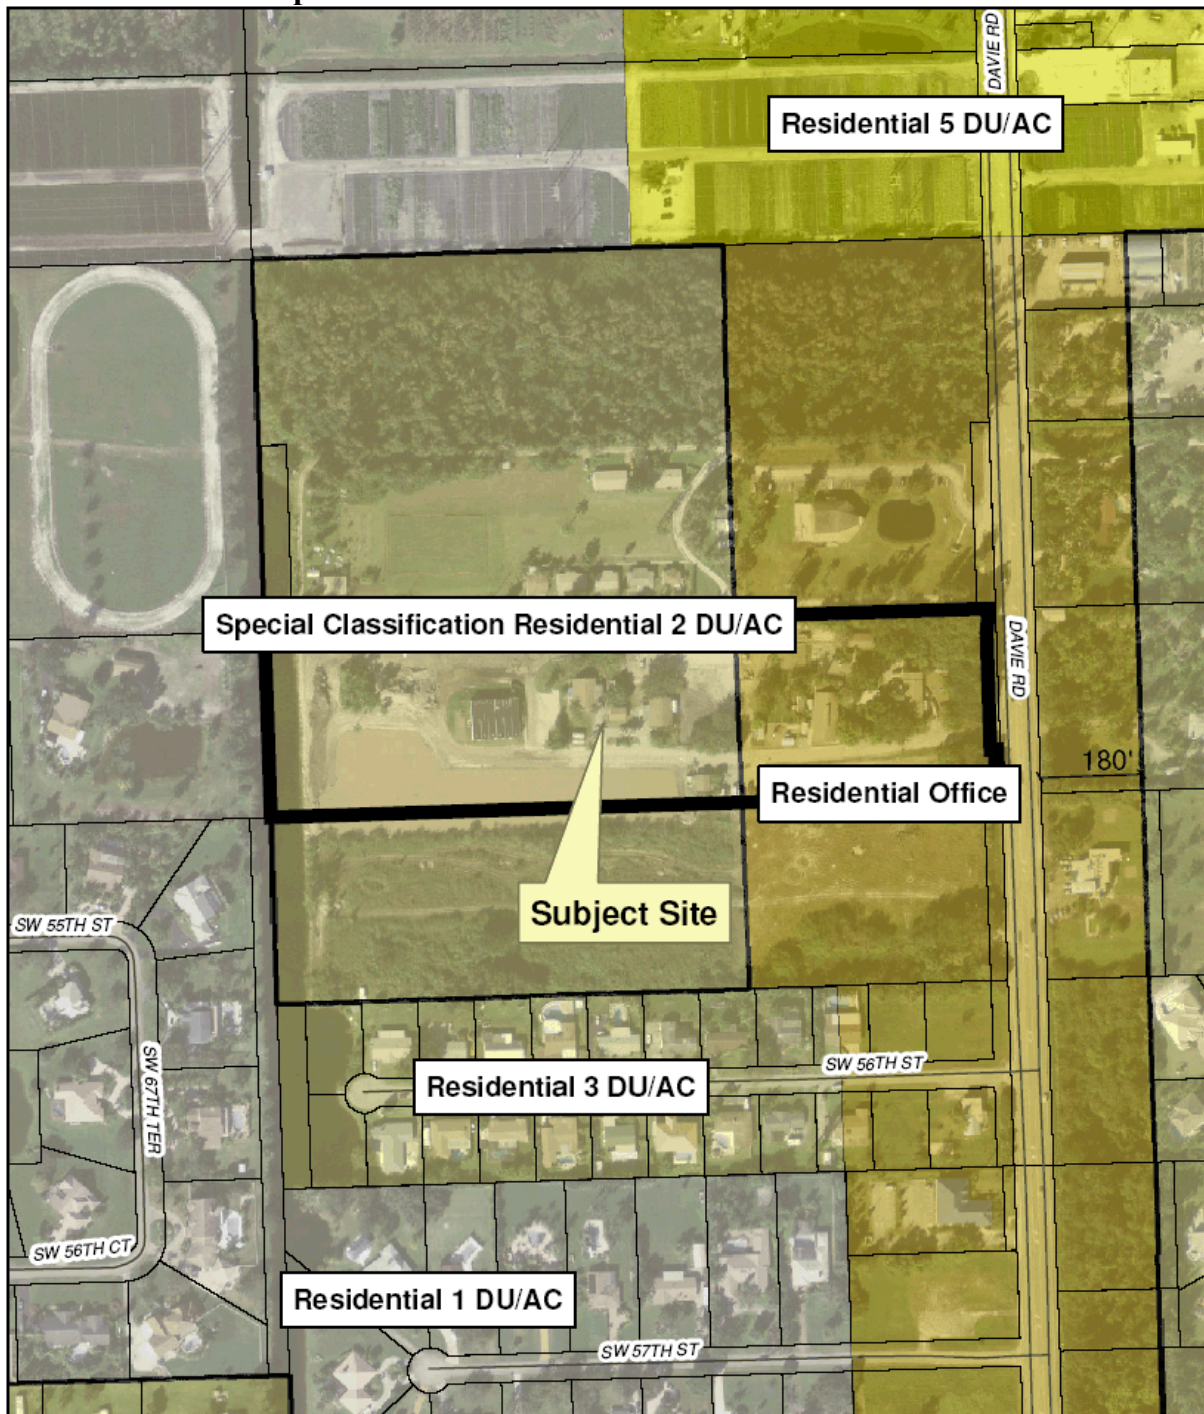 DAVIE RD
Residential 5 DU/AC
Special Classification Residential 2 DU/AC
DAVIE RD
180'
Residential Office
Subject Site
SW 55TH ST
SW 67TH TER
SW 56TH ST
Residential 3 DU/AC
SW 56TH CT
Residential 1 DU/AC
SW 57TH ST